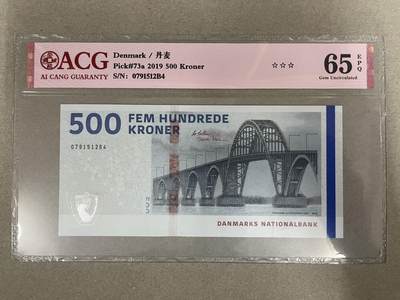 ACG
AI CANG GUARANTY
Denmark / 丹麦
Pick#73a 2019 500 Kroner
S/N: 0791512B4
☆☆☆
65 EPQ
Gem Uncirculated
500 FEM HUNDREDE
KRONER
0791512B4
DANMARKS NATIONALBANK